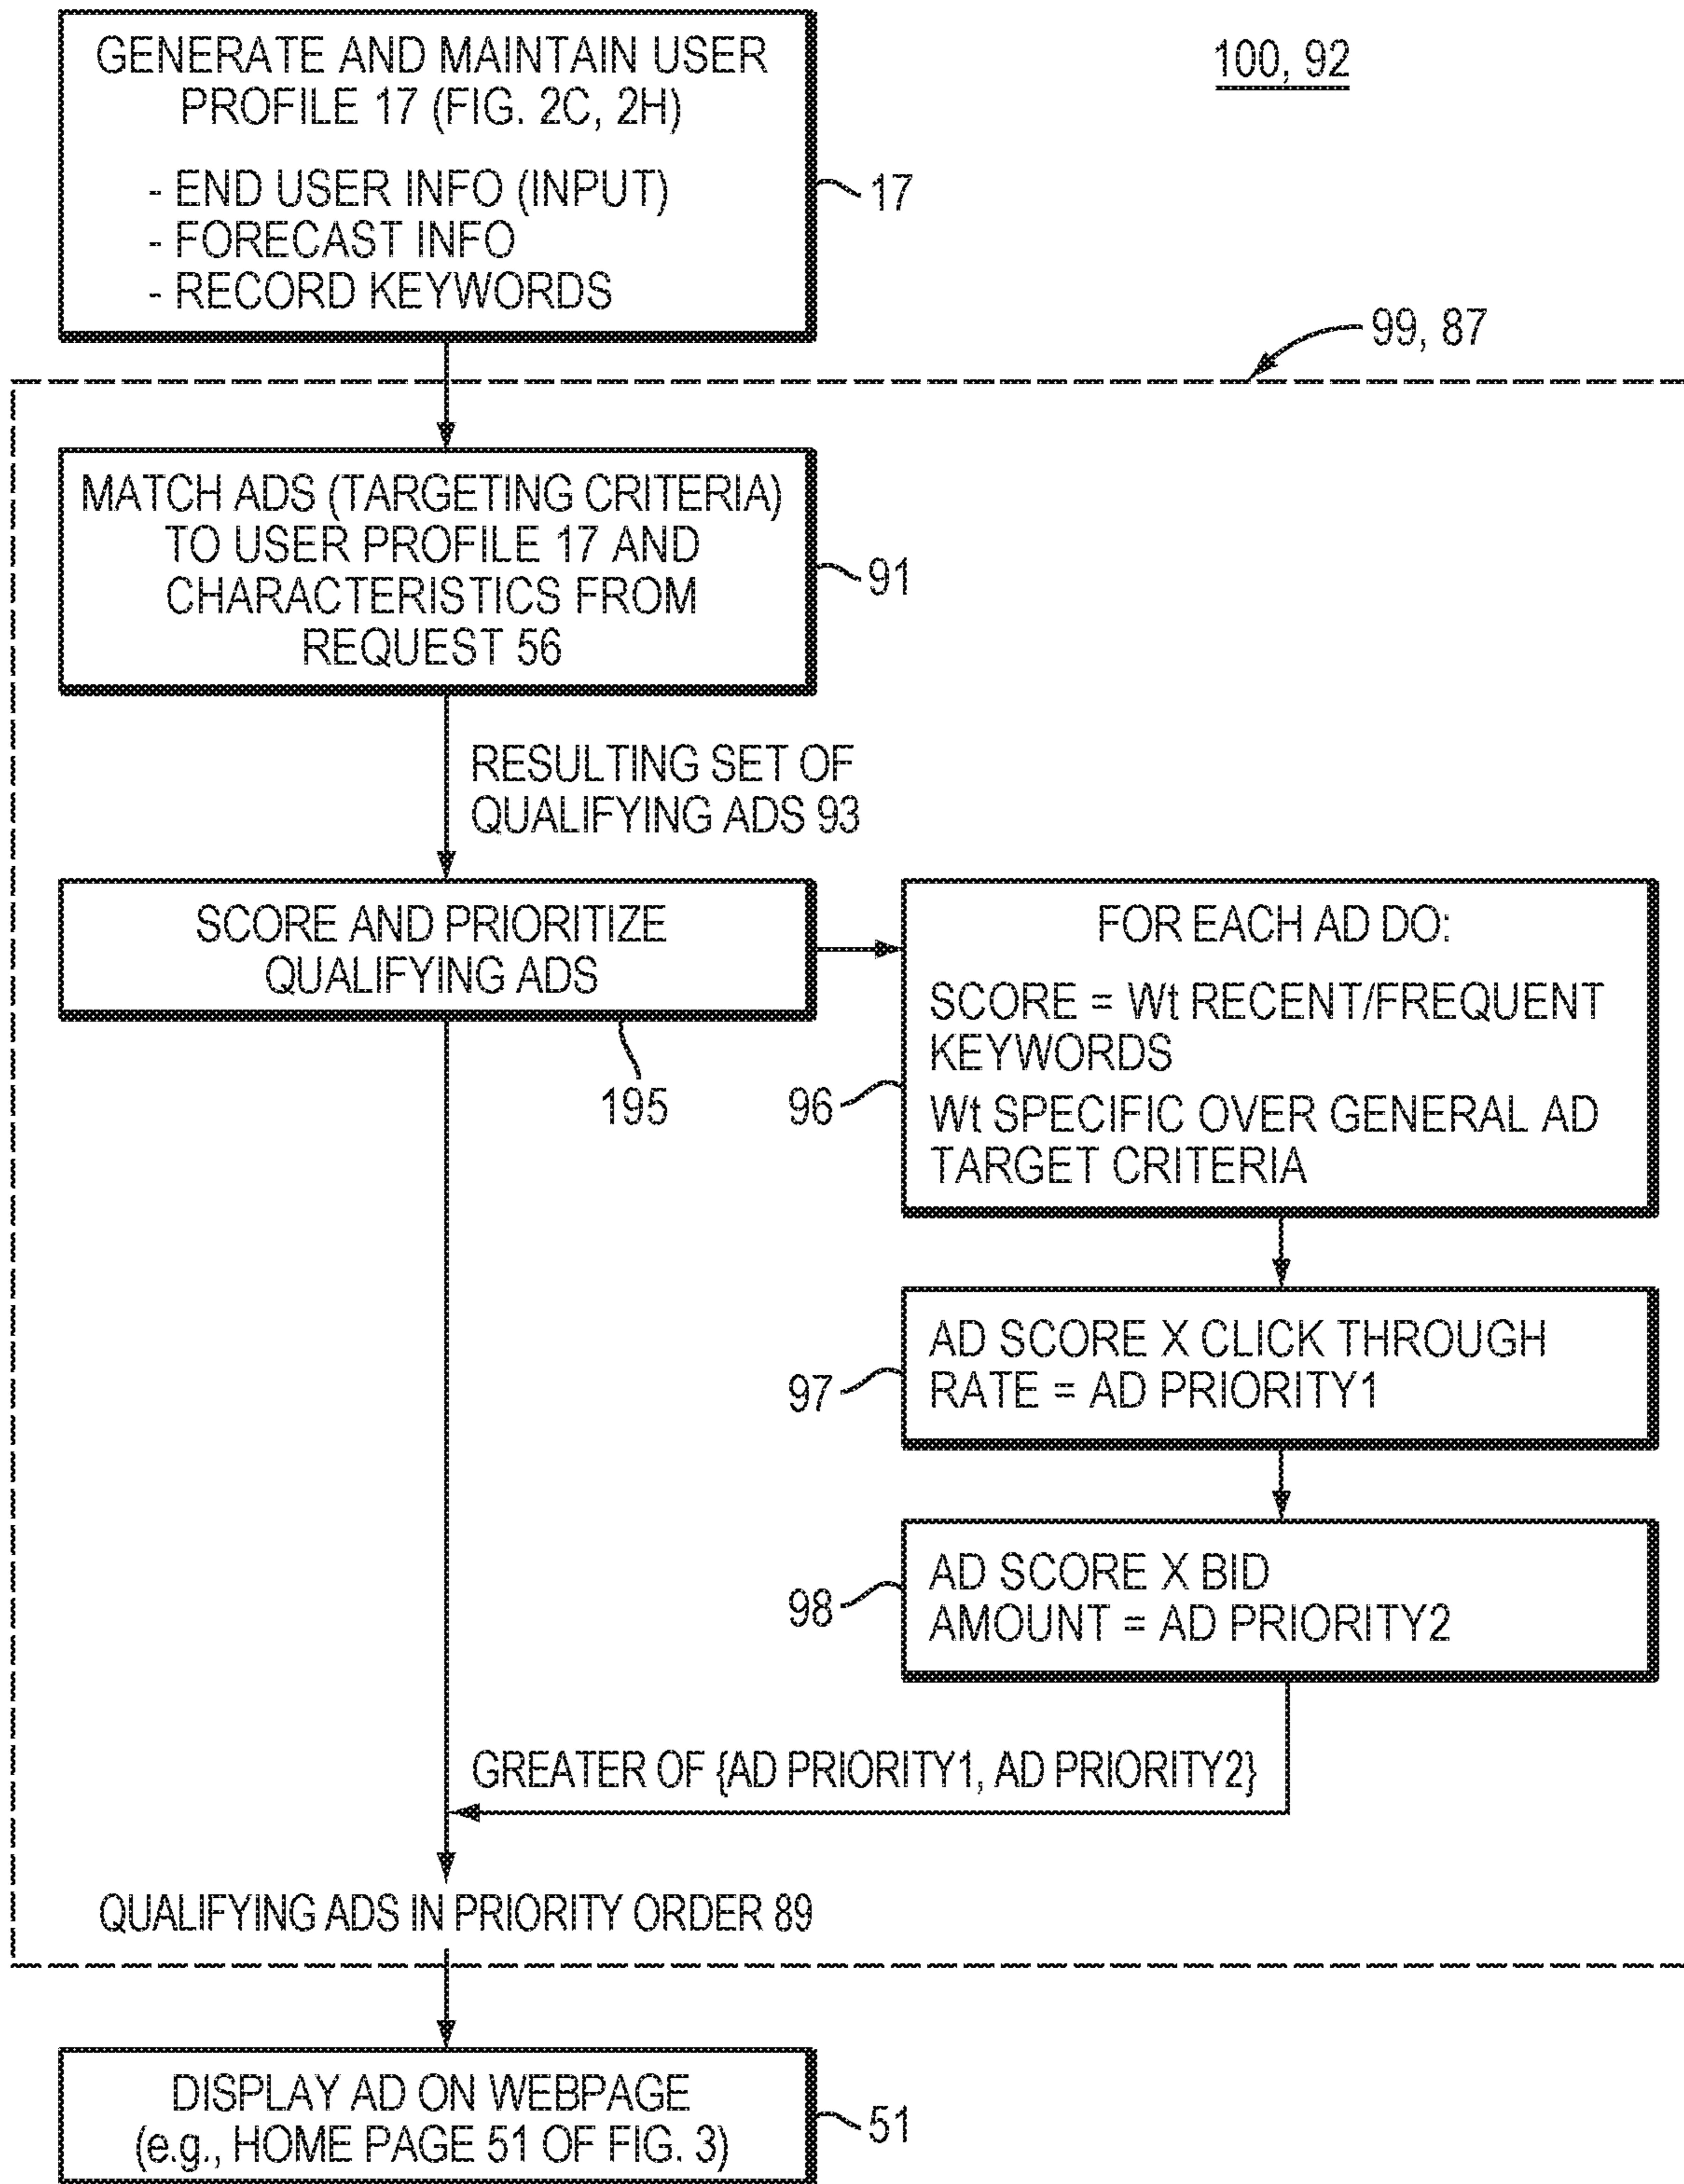 GENERATE AND MAINTAIN USER
PROFILE 17 (FIG. 2C, 2H)
- END USER INFO (INPUT)
- FORECAST INFO
- RECORD KEYWORDS
17
100, 92
99, 87
MATCH ADS (TARGETING CRITERIA)
TO USER PROFILE 17 AND
CHARACTERISTICS FROM
REQUEST 56
91
RESULTING SET OF
QUALIFYING ADS 93
SCORE AND PRIORITIZE
QUALIFYING ADS
195
FOR EACH AD DO:
SCORE = Wt RECENT/FREQUENT
KEYWORDS
Wt SPECIFIC OVER GENERAL AD
TARGET CRITERIA
96
AD SCORE X CLICK THROUGH
RATE = AD PRIORITY1
97
AD SCORE X BID
AMOUNT = AD PRIORITY2
98
GREATER OF {AD PRIORITY1, AD PRIORITY2}
QUALIFYING ADS IN PRIORITY ORDER 89
DISPLAY AD ON WEBPAGE
(e.g., HOME PAGE 51 OF FIG. 3)
51